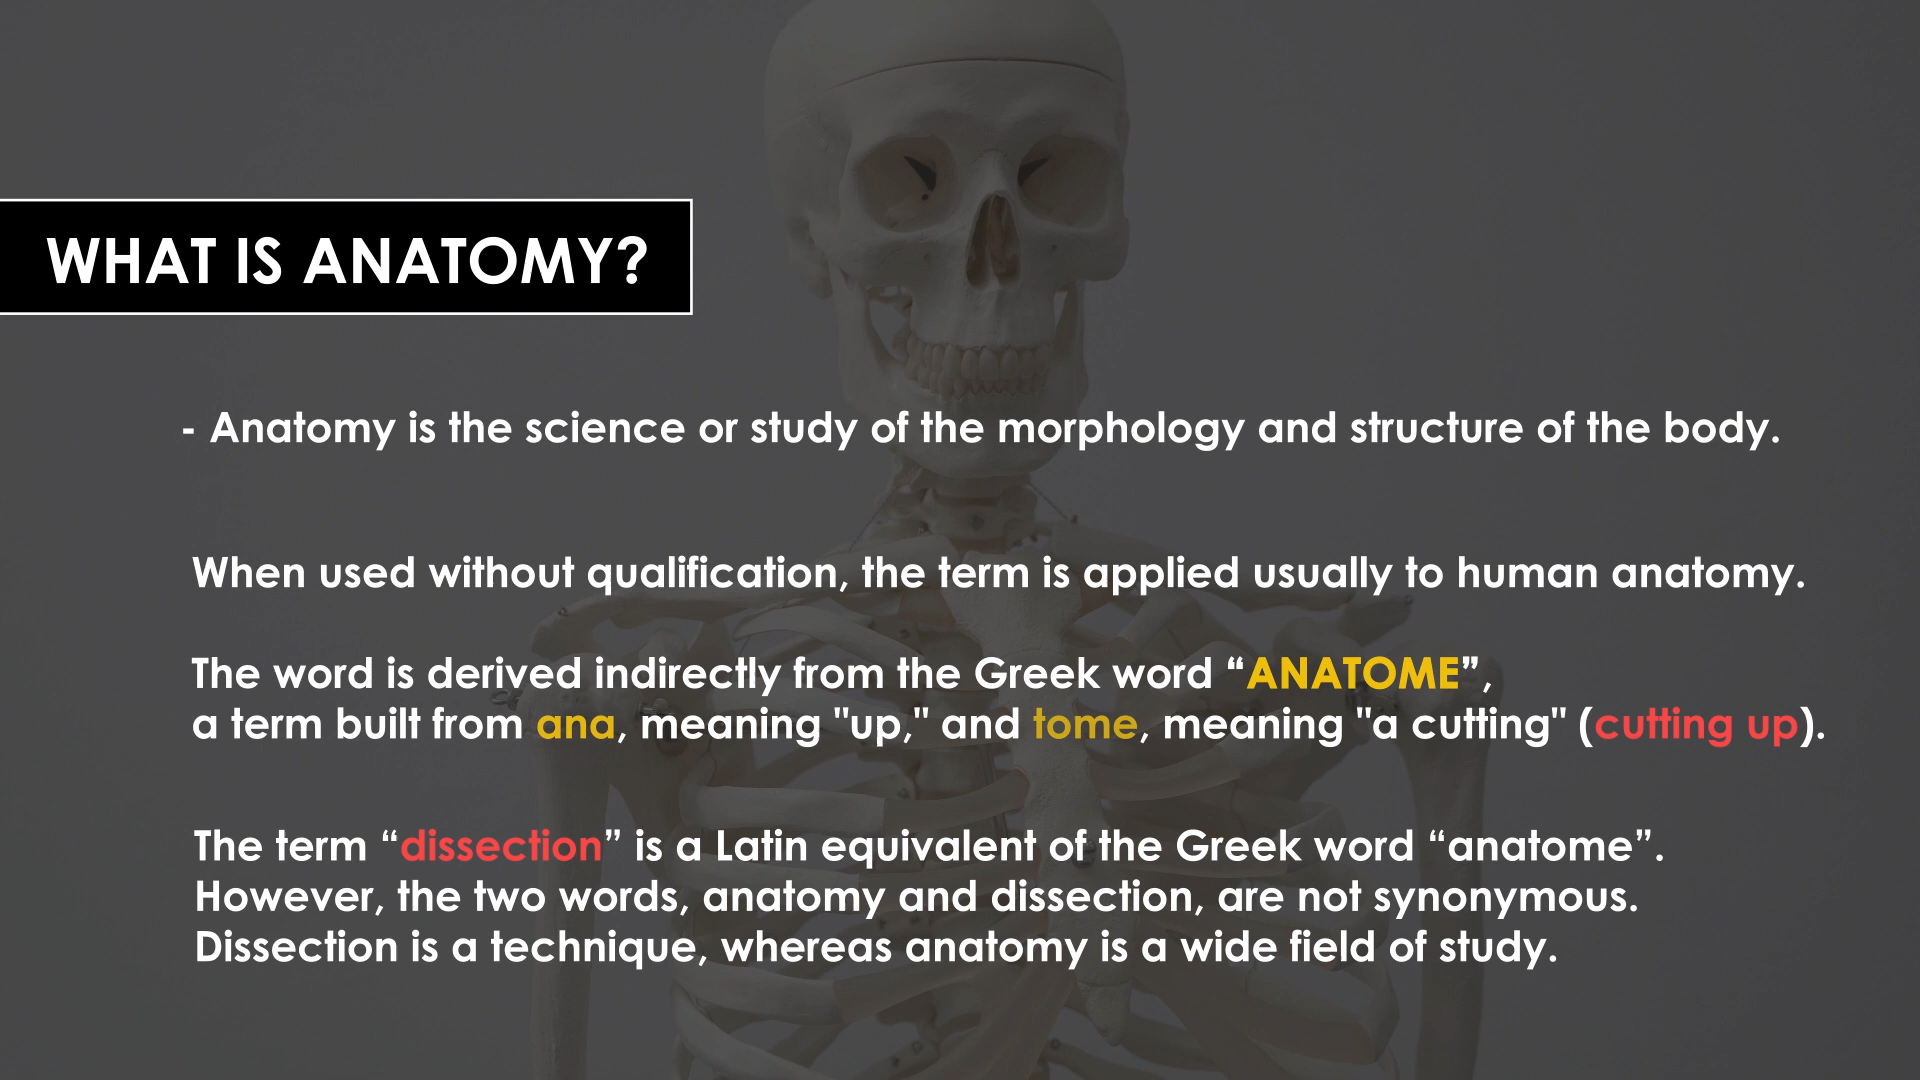 WHAT IS ANATOMY?
- Anatomy is the science or study of the morphology and structure of the body.
When used without qualification, the term is applied usually to human anatomy.
The word is derived indirectly from the Greek word “ANATOME”,
a term built from ana, meaning "up," and tome, meaning "a cutting" (cutting up).
The term “dissection” is a Latin equivalent of the Greek word “anatome”.
However, the two words, anatomy and dissection, are not synonymous.
Dissection is a technique, whereas anatomy is a wide field of study.